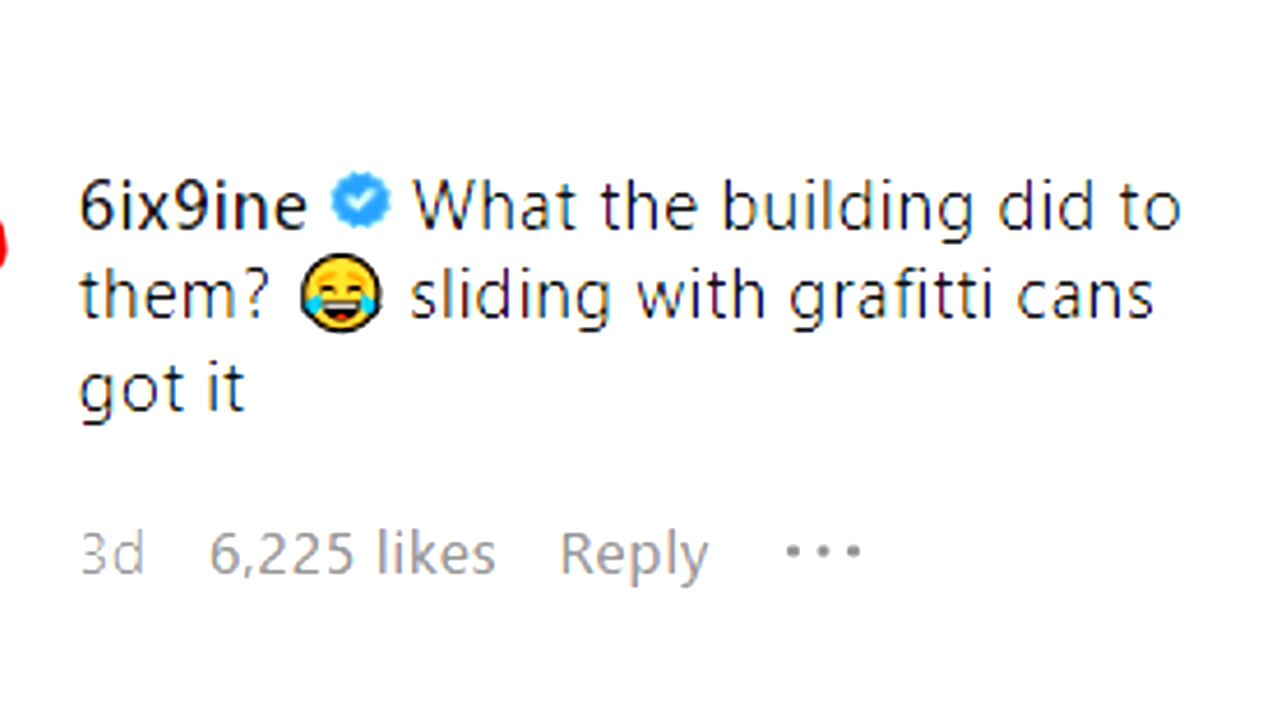 6ix9ine What the building did to
them? 😂 sliding with grafitti cans
got it
3d 6,225 likes Reply •••